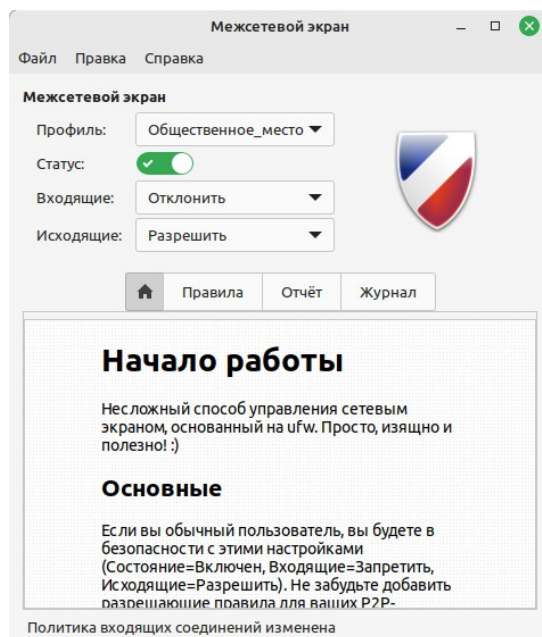 Межсетевой экран
Файл Правка Справка
Межсетевой экран
Профиль: Общественное_место
Статус:
Входящие: Отклонить
Исходящие: Разрешить
Правила Отчёт Журнал
Начало работы
Несложный способ управления сетевым
экраном, основанный на ufw. Просто, изящно и
полезно! :)
Основные
Если вы обычный пользователь, вы будете в
безопасности с этими настройками
(Состояние=Включен, Входящие=Запретить,
Исходящие=Разрешить). Не забудьте добавить
разрешающие правила для ваших P2P-
Политика входящих соединений изменена